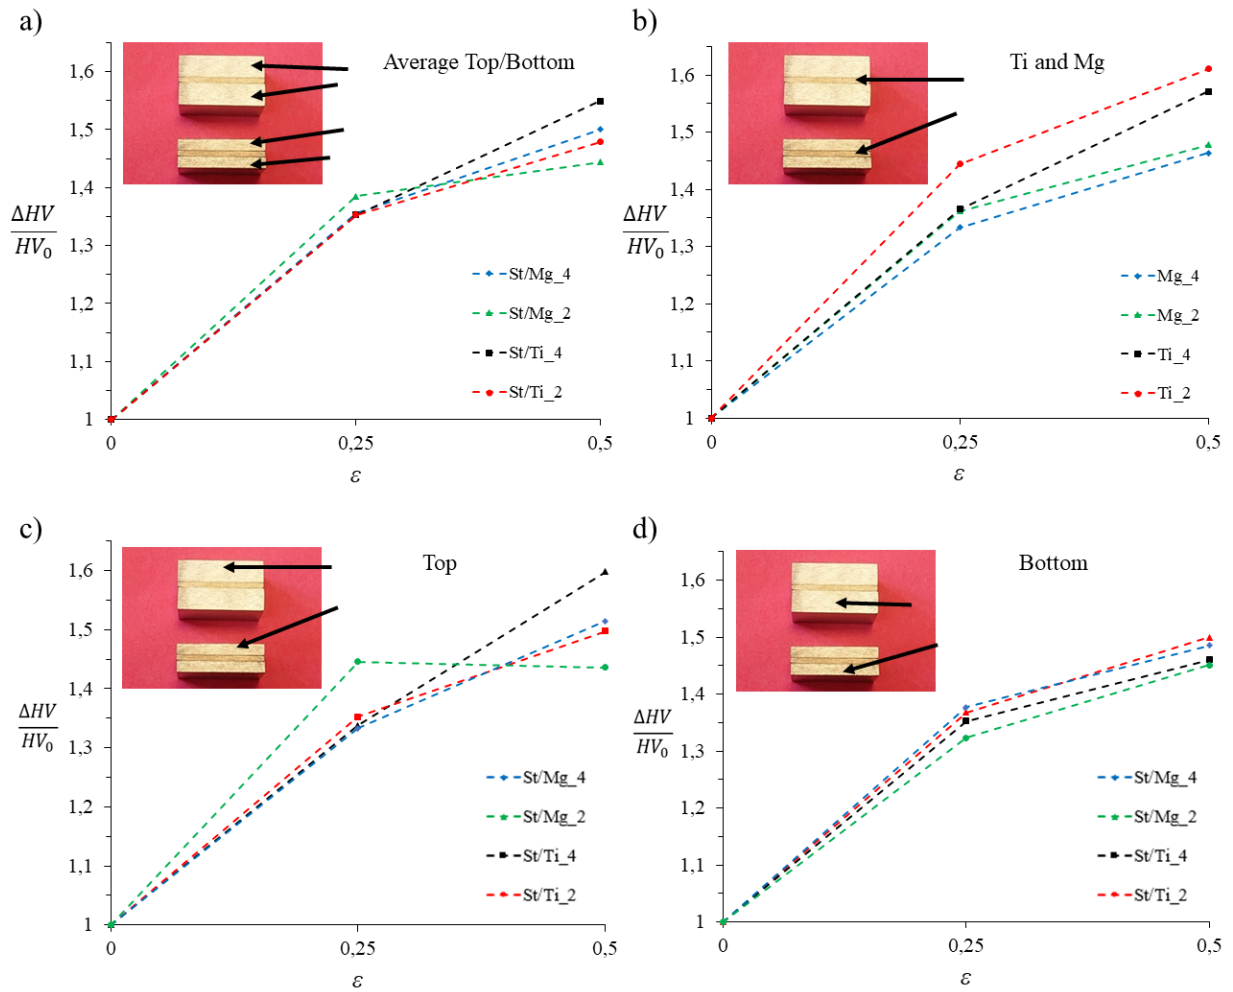 a)
Average Top/Bottom
1,6
1,5
1,4
1,3
1,2
1,1
1
ΔHV
HV₀
St/Mg_4
St/Mg_2
St/Ti_4
St/Ti_2
0 0,25 0,5
ε
b)
Ti and Mg
1,6
1,5
1,4
1,3
1,2
1,1
1
ΔHV
HV₀
Mg_4
Mg_2
Ti_4
Ti_2
0 0,25 0,5
ε
c)
Top
1,6
1,5
1,4
1,3
1,2
1,1
1
ΔHV
HV₀
St/Mg_4
St/Mg_2
St/Ti_4
St/Ti_2
0 0,25 0,5
ε
d)
Bottom
1,6
1,5
1,4
1,3
1,2
1,1
1
ΔHV
HV₀
St/Mg_4
St/Mg_2
St/Ti_4
St/Ti_2
0 0,25 0,5
ε